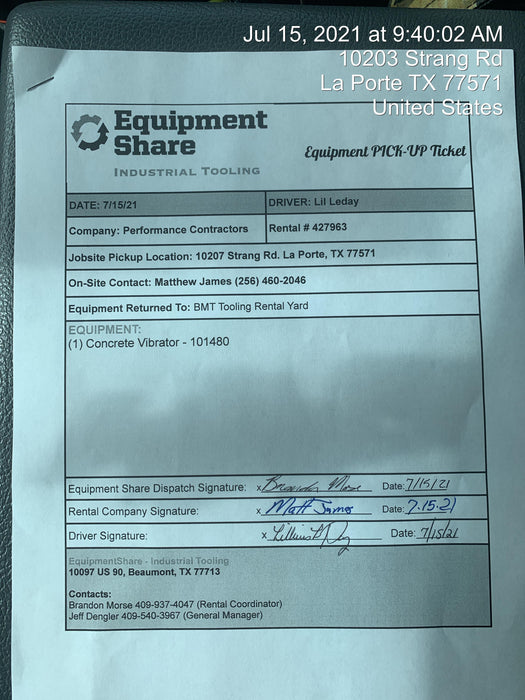 Jul 15, 2021 at 9:40:02 AM
10203 Strang Rd
La Porte TX 77571
United States
Equipment
Share
INDUSTRIAL TOOLING
Equipment PICK-UP Ticket
DATE: 7/15/21 DRIVER: Lil Leday
Company: Performance Contractors Rental # 427963
Jobsite Pickup Location: 10207 Strang Rd. La Porte, TX 77571
On-Site Contact: Matthew James (256) 460-2046
Equipment Returned To: BMT Tooling Rental Yard
EQUIPMENT:
(1) Concrete Vibrator - 101480
Equipment Share Dispatch Signature: x Brandon Morse Date: 7/15/21
Rental Company Signature: x Matt James Date: 7-15-21
Driver Signature: x Date: 7/15/21
EquipmentShare - Industrial Tooling
10097 US 90, Beaumont, TX 77713
Contacts:
Brandon Morse 409-937-4047 (Rental Coordinator)
Jeff Dengler 409-540-3967 (General Manager)